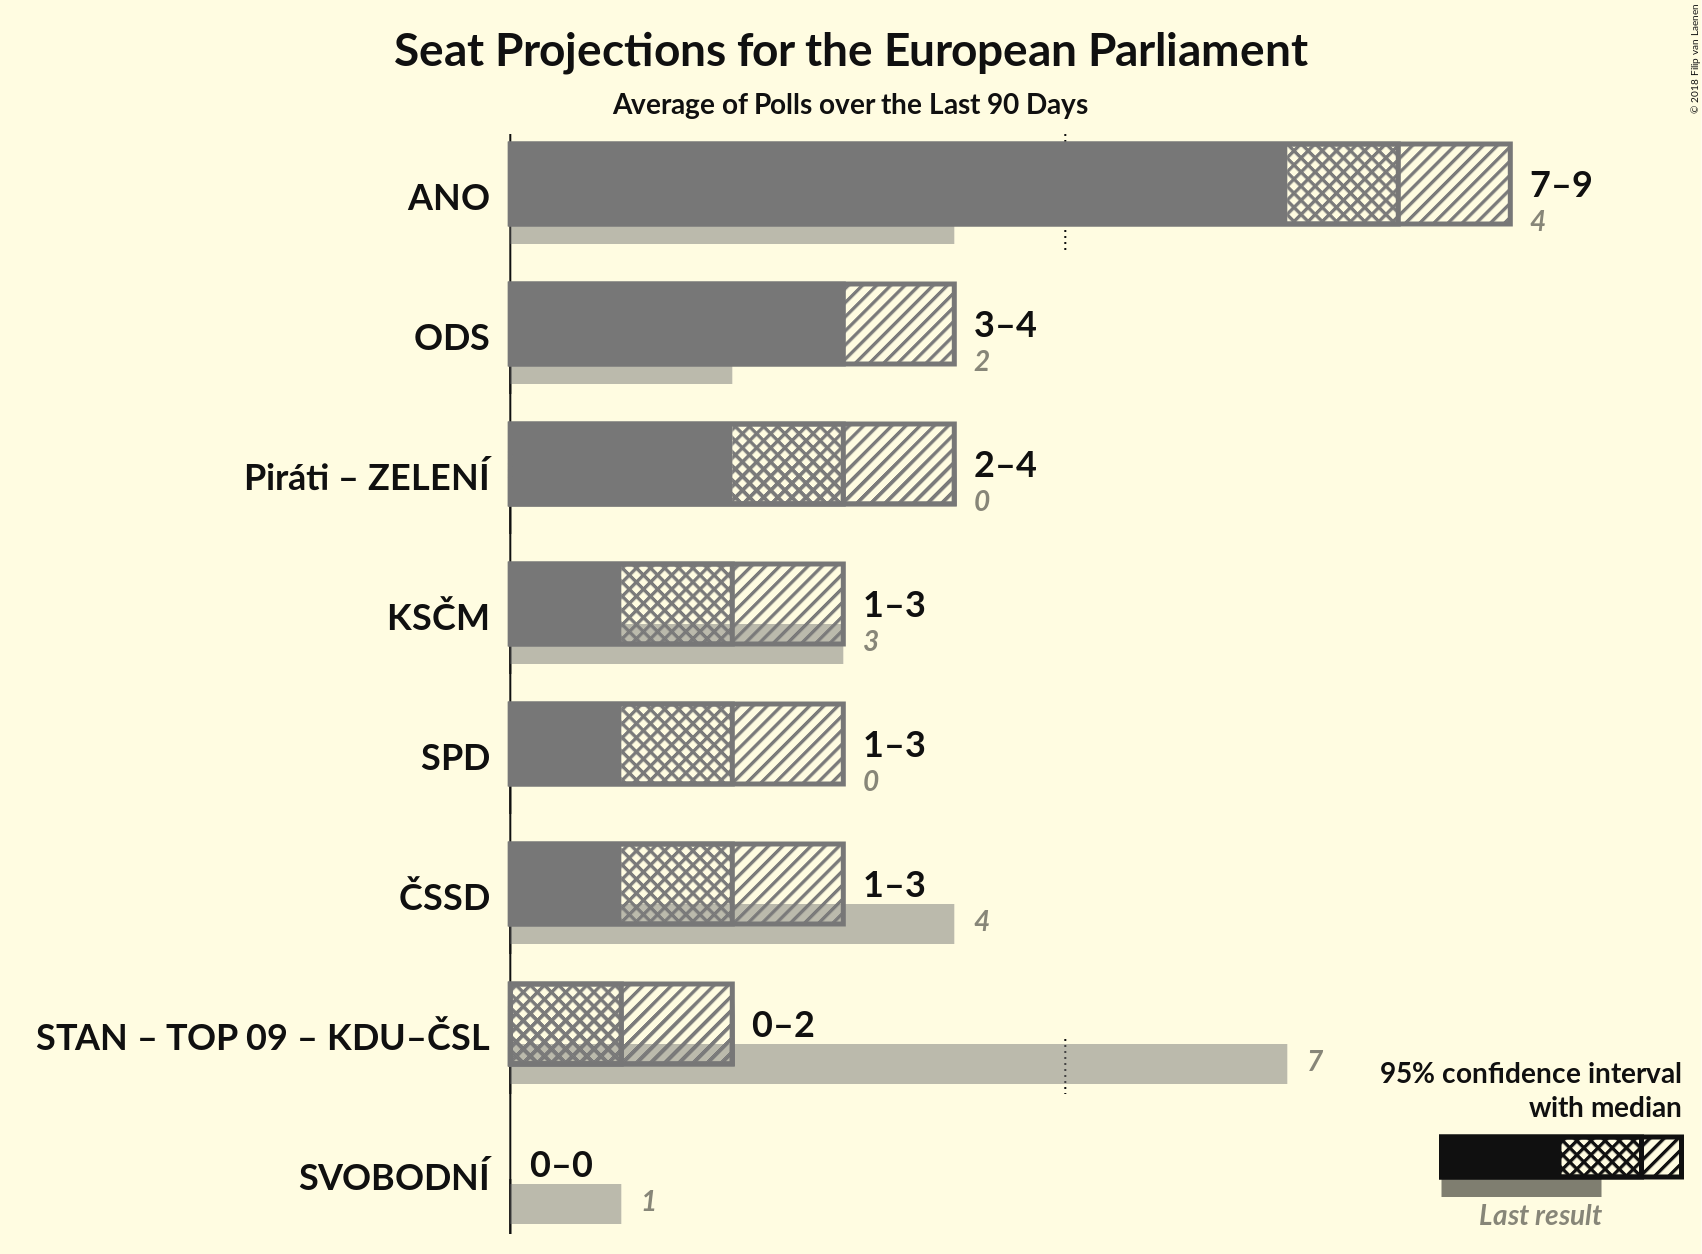 Seat Projections for the European Parliament
Average of Polls over the Last 90 Days
© 2018 Filip van Laenen
ANO
7–9
4
ODS
3–4
2
Piráti – ZELENÍ
2–4
0
KSČM
1–3
3
SPD
1–3
0
ČSSD
1–3
4
STAN – TOP 09 – KDU–ČSL
0–2
7
SVOBODNÍ
0–0
1
95% confidence interval
with median
Last result